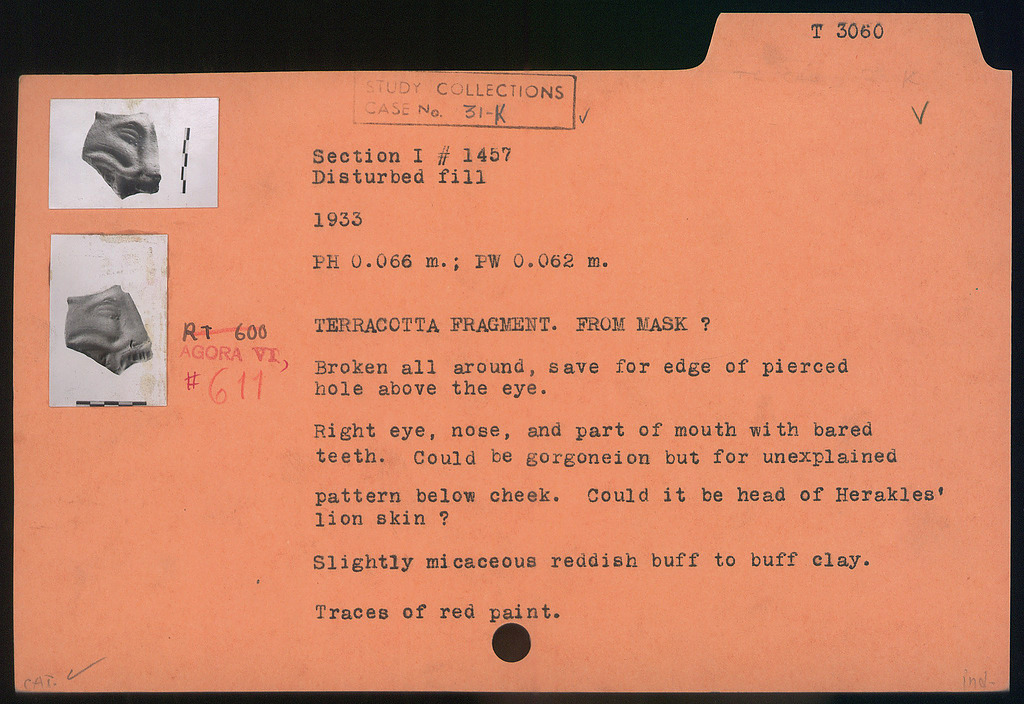 T 3060
STUDY COLLECTIONS
CASE No. 31-K
Section I # 1457
Disturbed fill
1933
PH 0.066 m.; PW 0.062 m.
TERRACOTTA FRAGMENT. FROM MASK ?
Broken all around, save for edge of pierced
hole above the eye.
Right eye, nose, and part of mouth with bared
teeth. Could be gorgoneion but for unexplained
pattern below cheek. Could it be head of Herakles'
lion skin ?
Slightly micaceous reddish buff to buff clay.
Traces of red paint.
RT 600
AGORA VI,
# 611
CAT.
Ind-